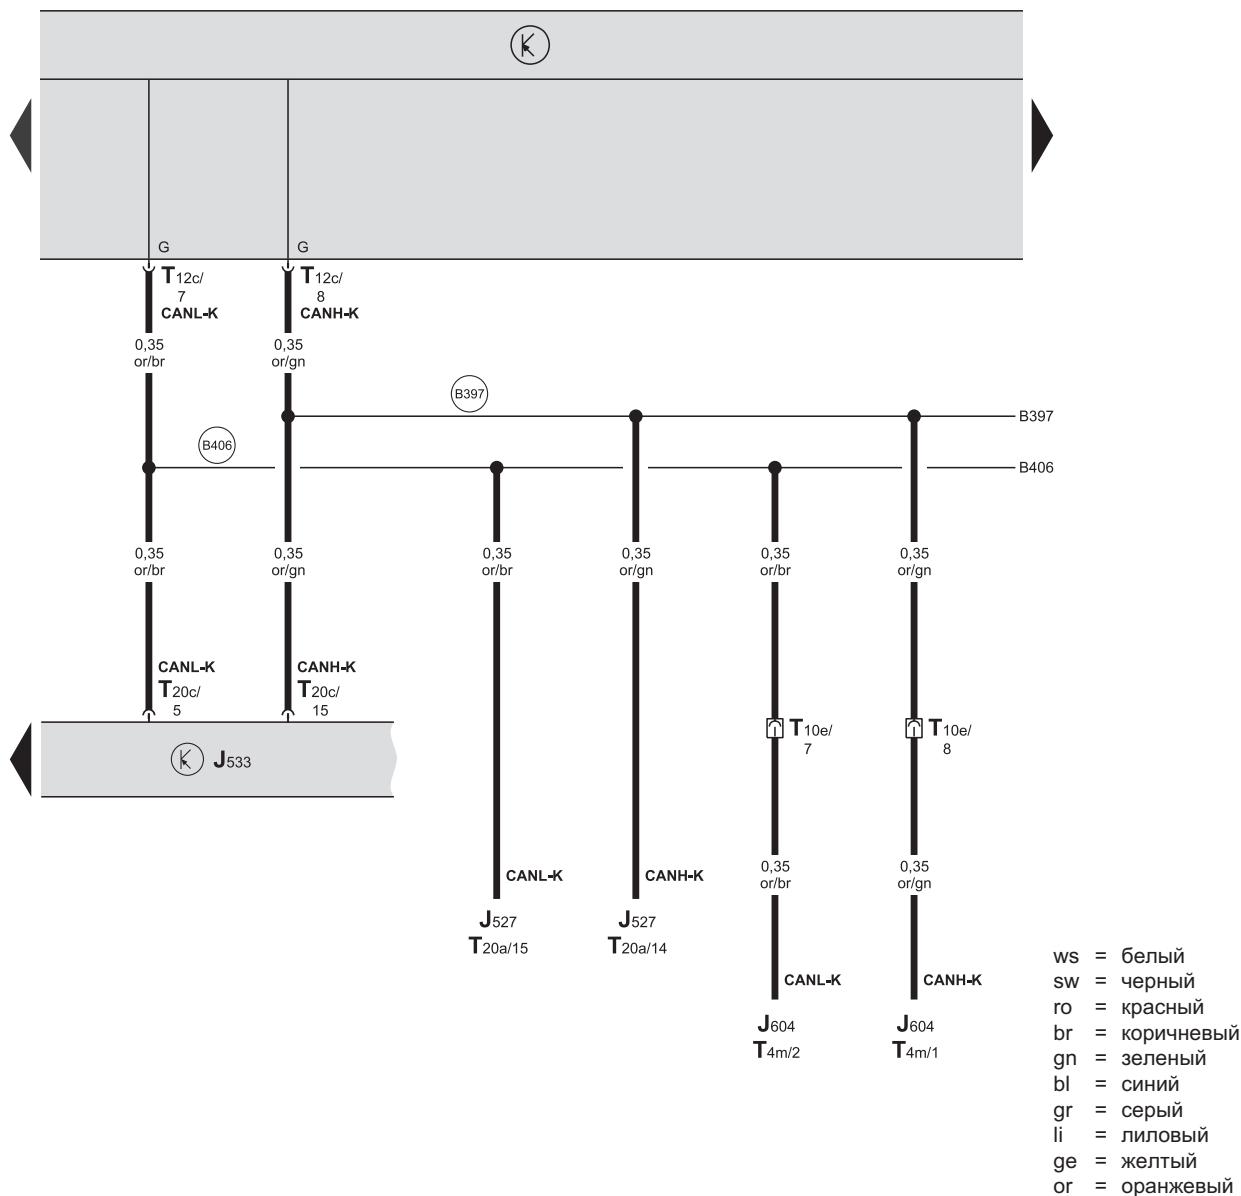 G G
T12c/ T12c/
7 8
CANL-K CANH-K
0,35 0,35
or/br or/gn
B397
B397
B406
B406
0,35 0,35 0,35 0,35 0,35 0,35
or/br or/gn or/br or/gn or/br or/gn
CANL-K CANH-K
T20c/ T20c/
5 15
T10e/ T10e/
7 8
J533
0,35 0,35
or/br or/gn
CANL-K CANH-K
J527 J527
T20a/15 T20a/14
CANL-K CANH-K
J604 J604
T4m/2 T4m/1
ws = белый
sw = черный
ro = красный
br = коричневый
gn = зеленый
bl = синий
gr = серый
li = лиловый
ge = желтый
or = оранжевый